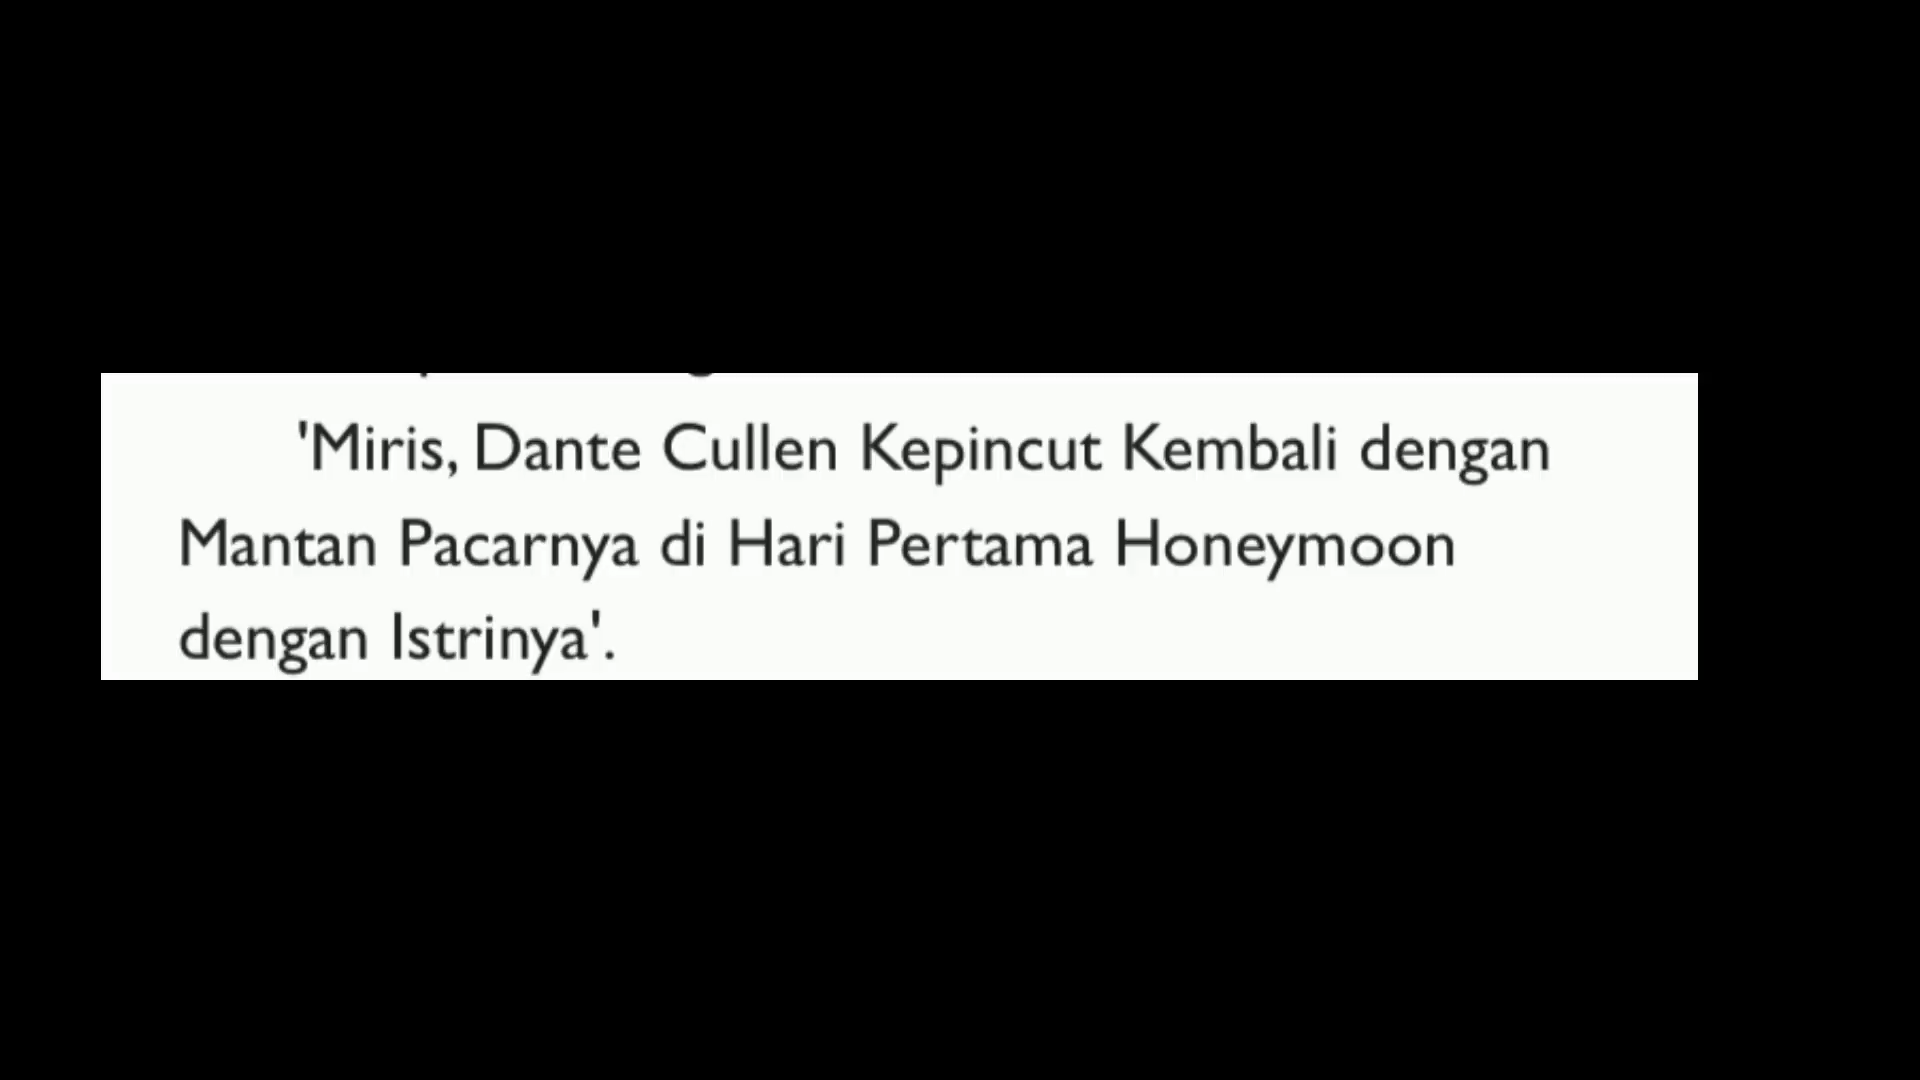 'Miris, Dante Cullen Kepincut Kembali dengan
Mantan Pacarnya di Hari Pertama Honeymoon
dengan Istrinya'.